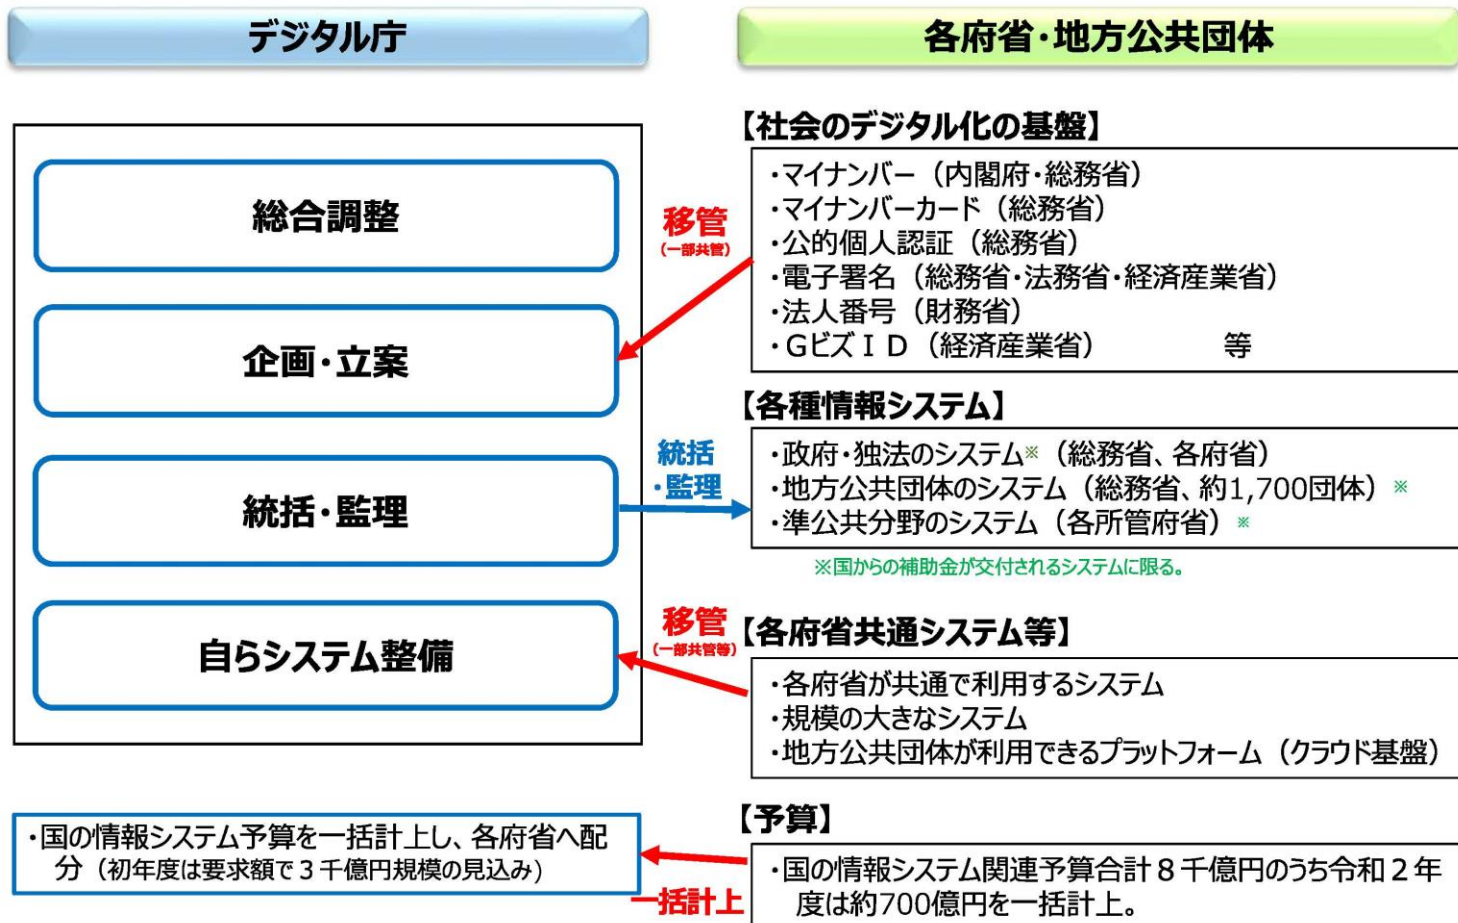 デジタル庁
各府省・地方公共団体
総合調整
企画・立案
統括・監理
自らシステム整備
移管
(一部共管)
統括
・監理
移管
(一部共管等)
【社会のデジタル化の基盤】
・マイナンバー（内閣府・総務省）
・マイナンバーカード（総務省）
・公的個人認証（総務省）
・電子署名（総務省・法務省・経済産業省）
・法人番号（財務省）
・GビズＩＤ（経済産業省）　　　　等
【各種情報システム】
・政府・独法のシステム※（総務省、各府省）
・地方公共団体のシステム（総務省、約1,700団体）※
・準公共分野のシステム（各所管府省）※
※国からの補助金が交付されるシステムに限る。
【各府省共通システム等】
・各府省が共通で利用するシステム
・規模の大きなシステム
・地方公共団体が利用できるプラットフォーム（クラウド基盤）
・国の情報システム予算を一括計上し、各府省へ配
分（初年度は要求額で３千億円規模の見込み）
一括計上
【予算】
・国の情報システム関連予算合計８千億円のうち令和２年
度は約700億円を一括計上。